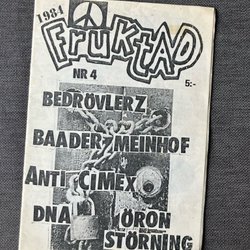 1984
FRUKTAD
NR 4
5:-
BEDRÖVLERZ
BAADER MEINHOF
ANTI CIMEX
DNA ÖRON
STÖRNING